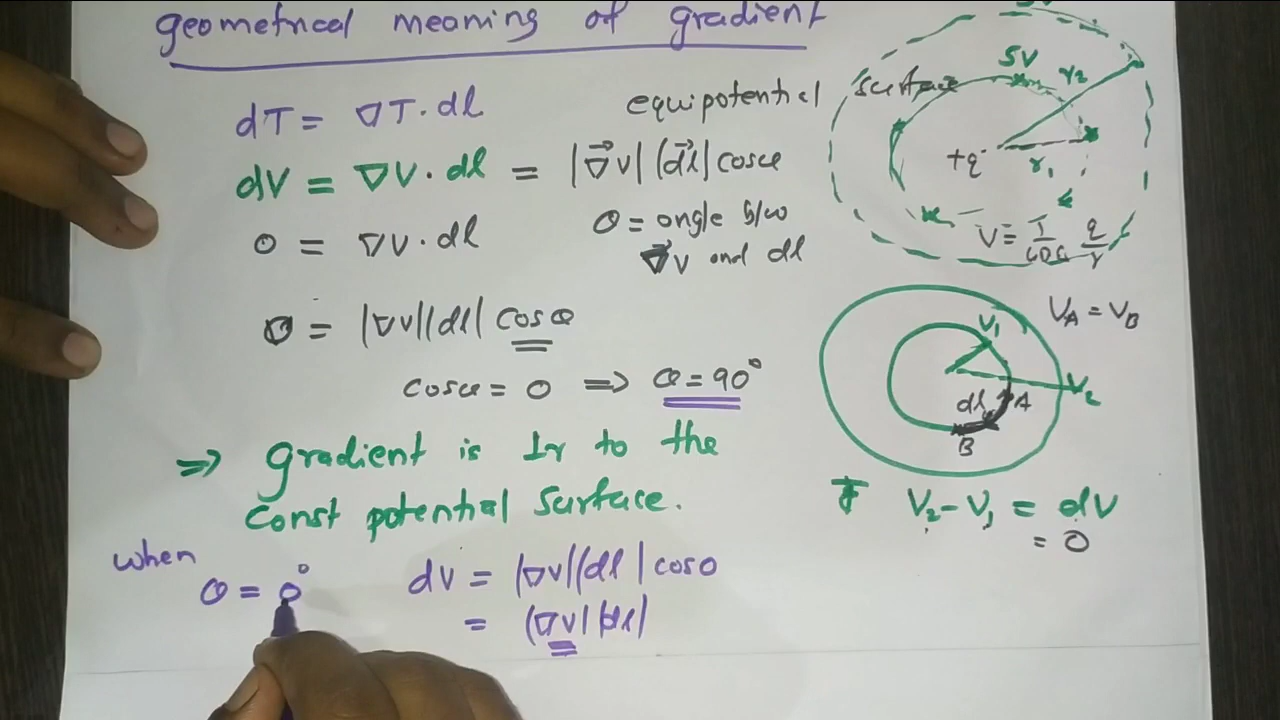 geometrical meaning of gradient
dT = ∇T·dl
equipotential surface
dV = ∇V·dl = |∇V| |dl| cosθ
0 = ∇V·dl
θ = angle b/w
∇V and dl
0 = |∇V||dl| cosθ
cosθ = 0 => θ = 90°
=> gradient is ⊥r to the
const potential surface.
when
θ = 0°
dV = |∇V||dl| cos0
= |∇V||dl|
5V
r2
+q
r1
V =
q
r
VA = VB
V1
V2
dl
A
B
V2 - V1 = dV
= 0